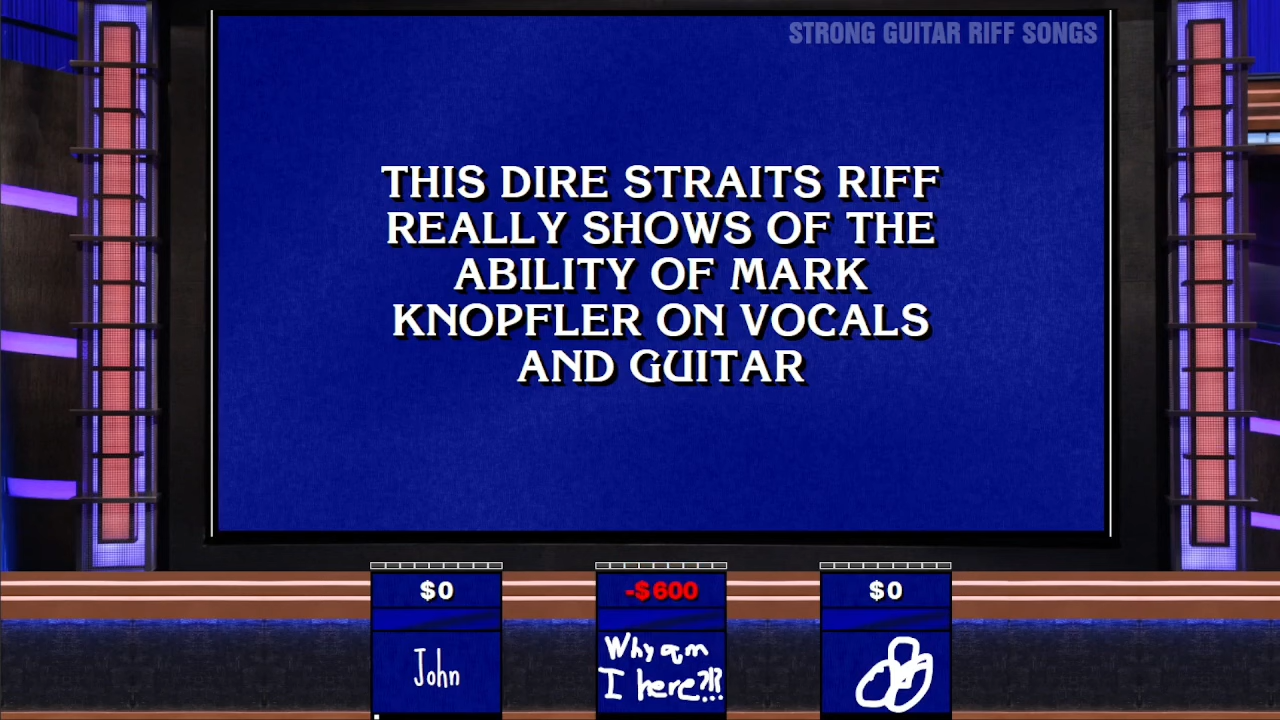 STRONG GUITAR RIFF SONGS
THIS DIRE STRAITS RIFF
REALLY SHOWS OF THE
ABILITY OF MARK
KNOPFLER ON VOCALS
AND GUITAR
$0
-$600
$0
John
Why am
I here?!?...